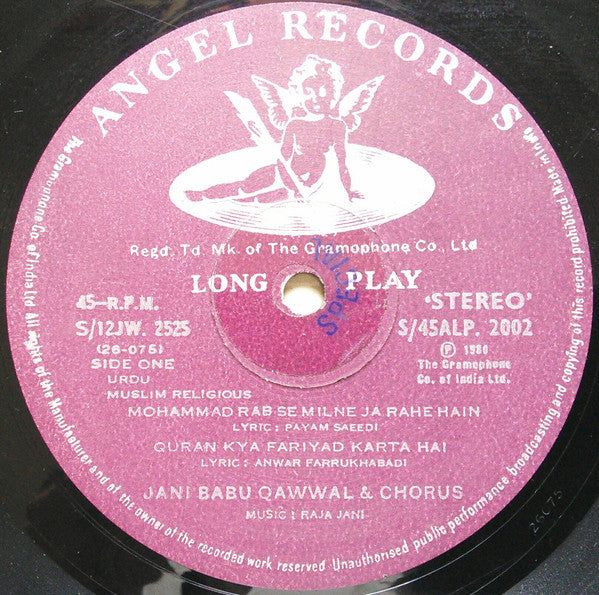 ANGEL RECORDS
Regd. Td. Mk. of The Gramophone Co., Ltd
LONG PLAY
45—R.P.M.
'STEREO'
S/12JW. 2525
S/45ALP. 2002
(26-075)
Ⓟ 1980
SIDE ONE
The Gramophone
Co. of India Ltd.
URDU
MUSLIM RELIGIOUS
MOHAMMAD RAB SE MILNE JA RAHE HAIN
LYRIC : PAYAM SAEEDI
QURAN KYA FARIYAD KARTA HAI
LYRIC : ANWAR FARRUKHABADI
JANI BABU QAWWAL & CHORUS
MUSIC : RAJA JANI
The Gramophone Co. of India Ltd. All rights of the Manufacturer and of the owner of the recorded work reserved Unauthorised public performance broadcasting and copying of this record prohibited Made in
26075